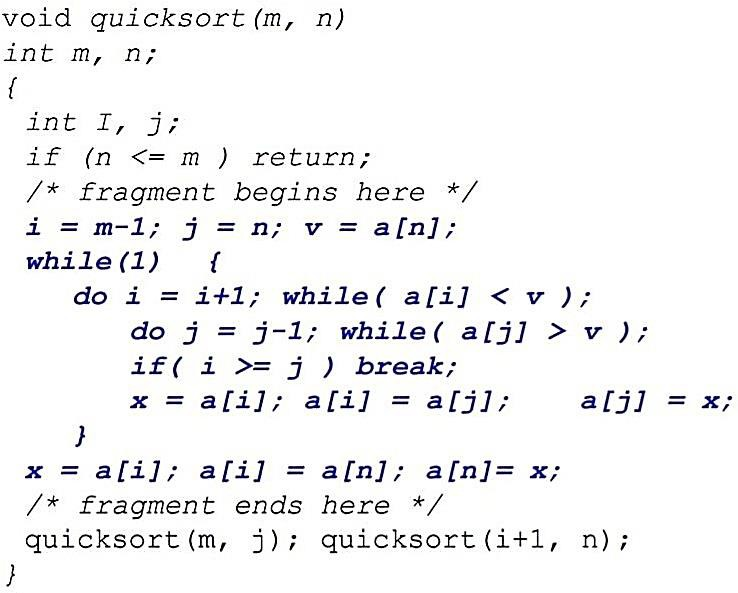 void quicksort(m, n)
int m, n;
{
int I, j;
if (n <= m ) return;
/* fragment begins here */
i = m-1; j = n; v = a[n];
while(1) {
do i = i+1; while( a[i] < v );
do j = j-1; while( a[j] > v );
if( i >= j ) break;
x = a[i]; a[i] = a[j]; a[j] = x;
}
x = a[i]; a[i] = a[n]; a[n]= x;
/* fragment ends here */
quicksort(m, j); quicksort(i+1, n);
}